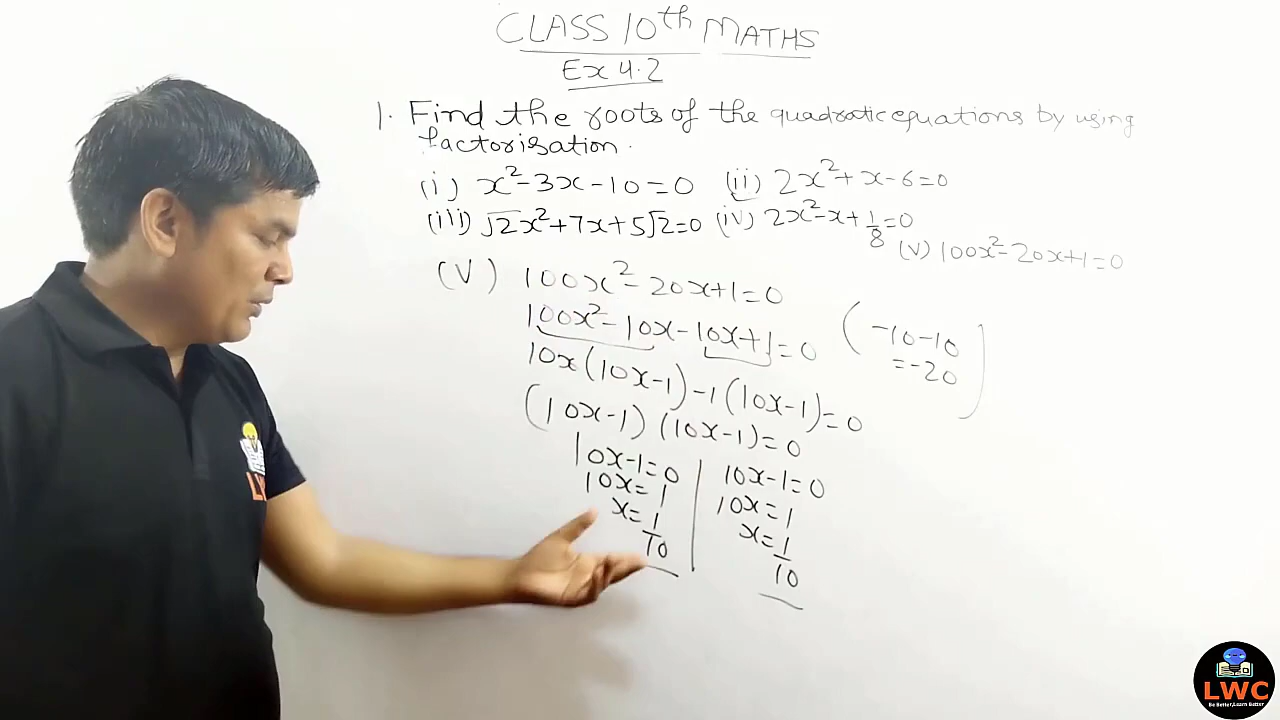 CLASS 10th MATHS
Ex 4.2
1. Find the roots of the quadratic equations by using
factorisation.
(i) x²-3x-10=0 (ii) 2x²+x-6=0
(iii) √2x²+7x+5√2=0 (iv) 2x²-x+1/8=0
(v) 100x²-20x+1=0
(V) 100x²-20x+1=0
100x²-10x-10x+1=0 (-10-10
=-20)
10x(10x-1)-1(10x-1)=0
(10x-1)(10x-1)=0
10x-1=0 10x-1=0
10x=1 10x=1
x=1/10 x=1/10
LW
LWC
Be Better,Learn Better